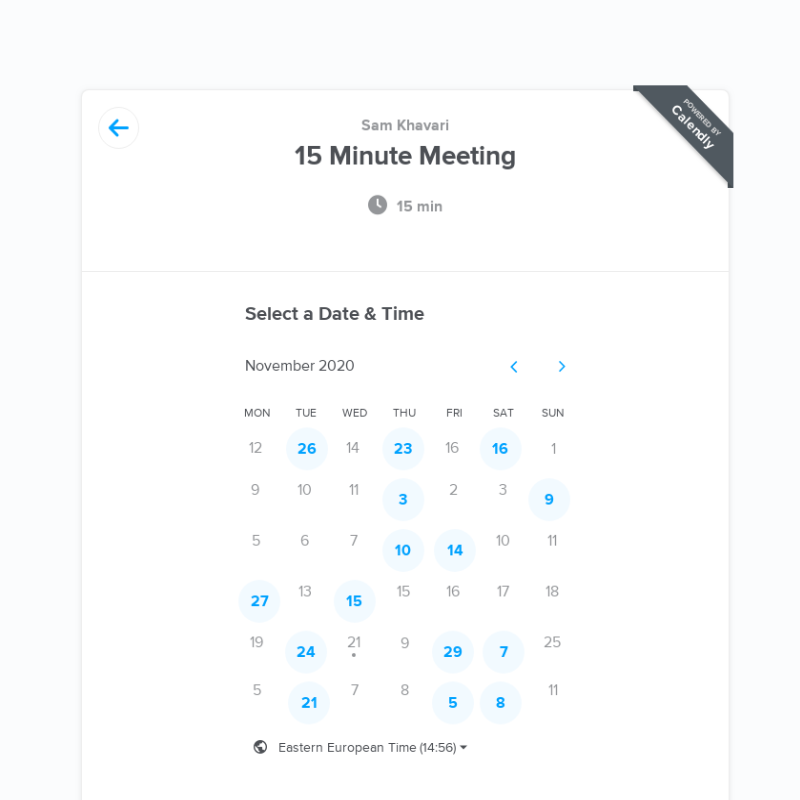 POWERED BY
Calendly
Sam Khavari
15 Minute Meeting
15 min
Select a Date & Time
November 2020
MON TUE WED THU FRI SAT SUN
12 26 14 23 16 16 1
9 10 11 3 2 3 9
5 6 7 10 14 10 11
27 13 15 15 16 17 18
19 24 21 9 29 7 25
5 21 7 8 5 8 11
Eastern European Time (14:56)